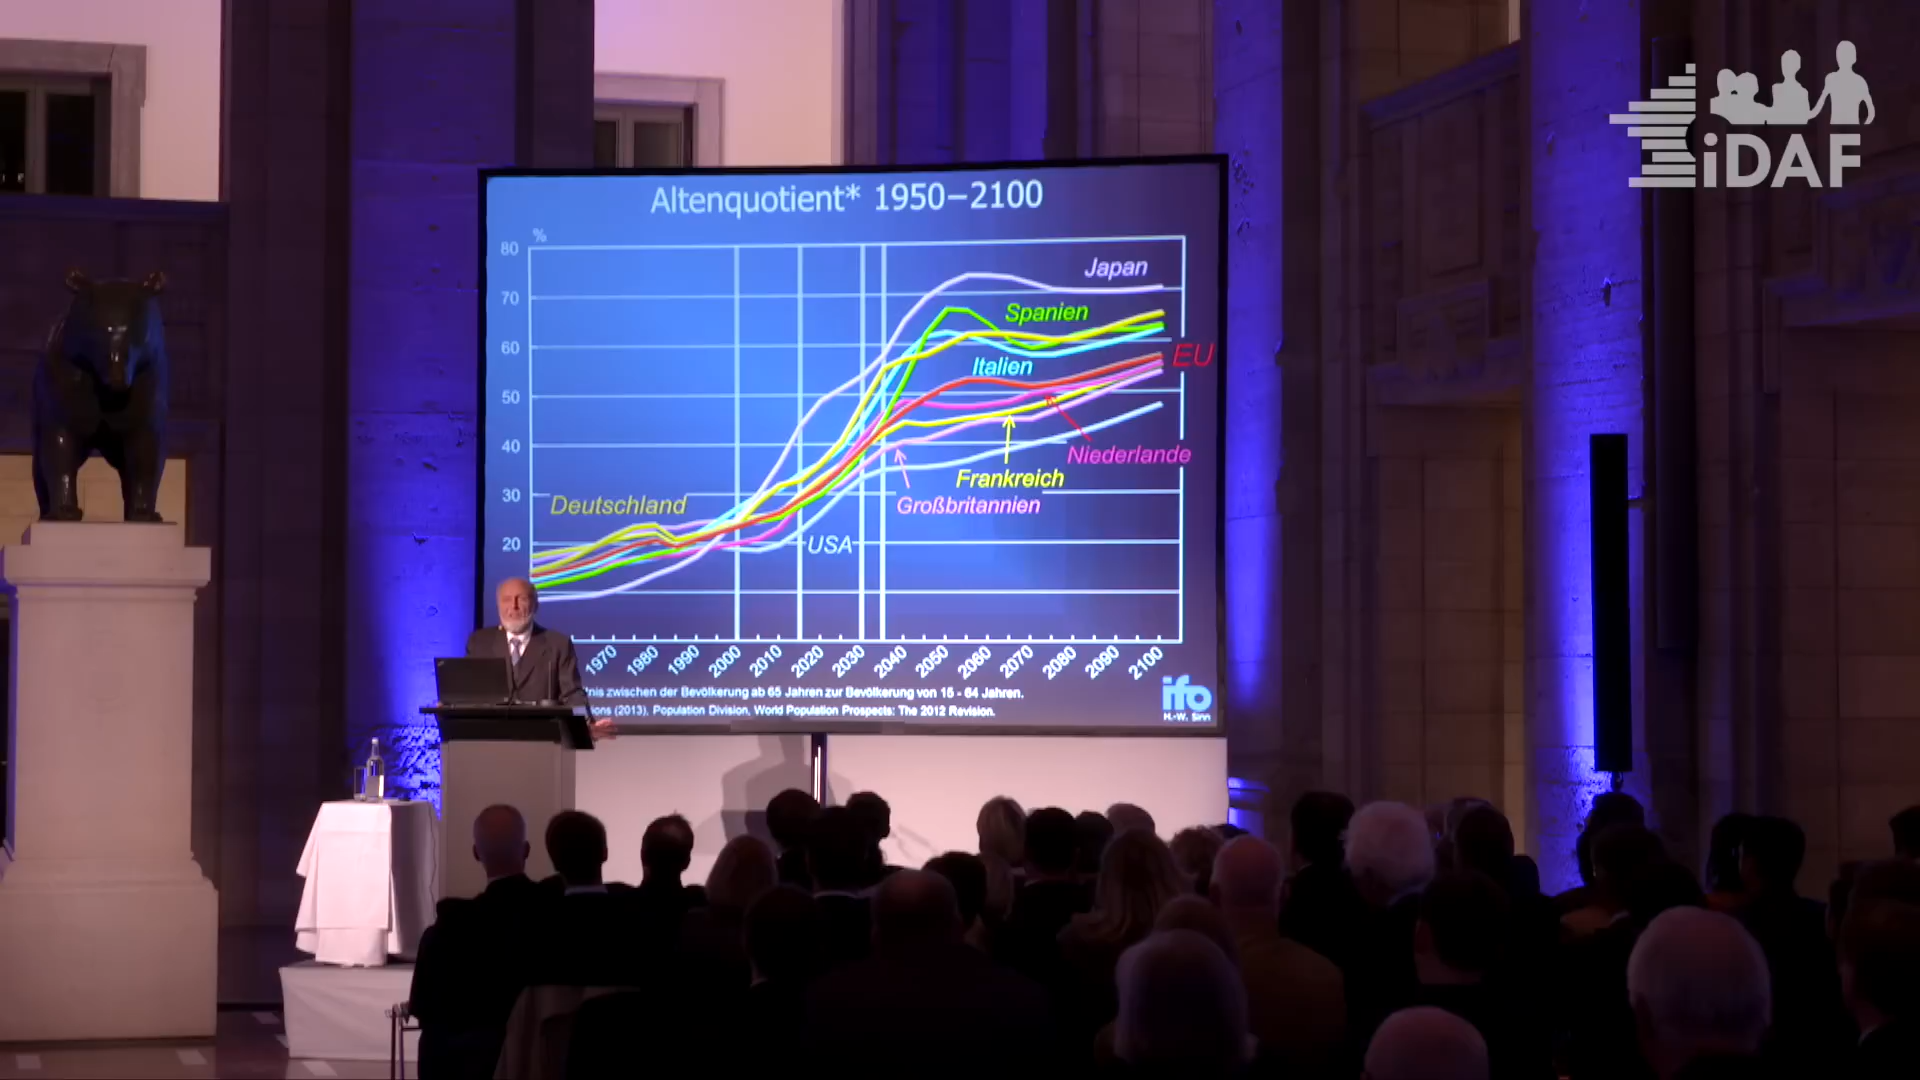 iDAF
Altenquotient* 1950–2100
%
80
70
60
50
40
30
20
Japan
Spanien
EU
Italien
Niederlande
Frankreich
Großbritannien
Deutschland
USA
1970 1980 1990 2000 2010 2020 2030 2040 2050 2060 2070 2080 2090 2100
zwischen der Bevölkerung ab 65 Jahren zur Bevölkerung von 15 - 64 Jahren.
(2013), Population Division, World Population Prospects: The 2012 Revision.
ifo
H.-W. Sinn